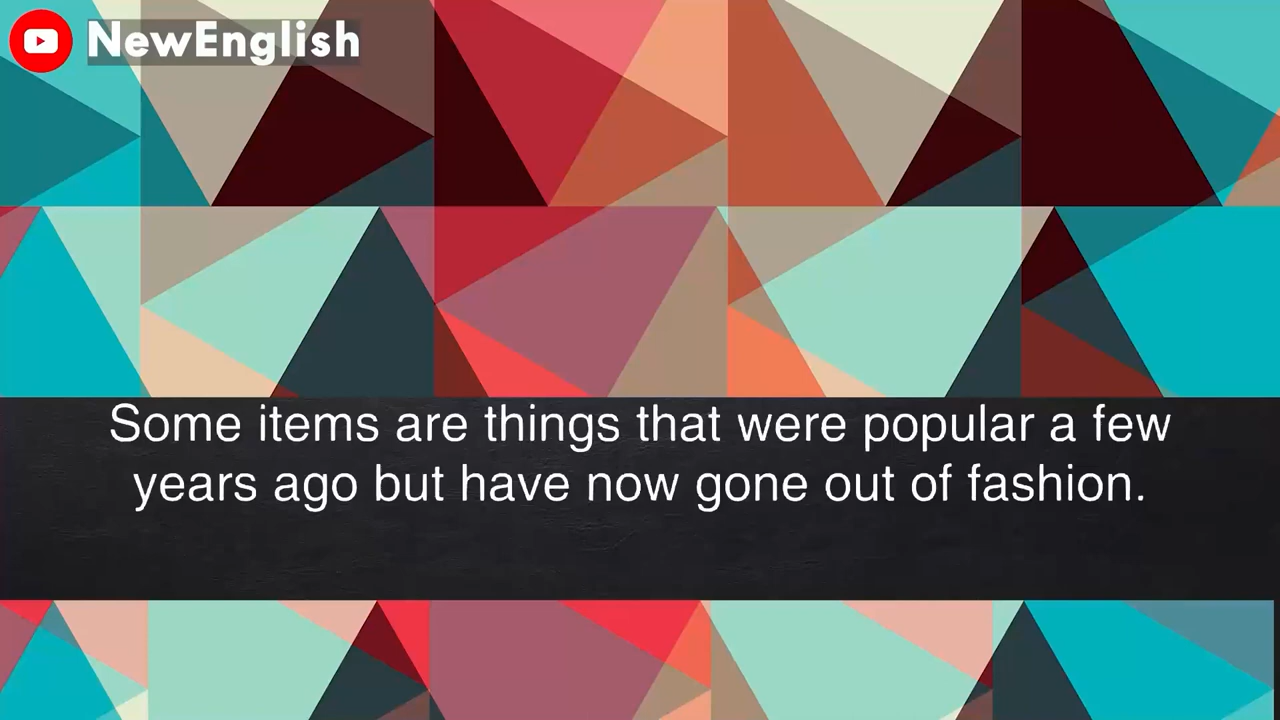 NewEnglish
Some items are things that were popular a few
years ago but have now gone out of fashion.